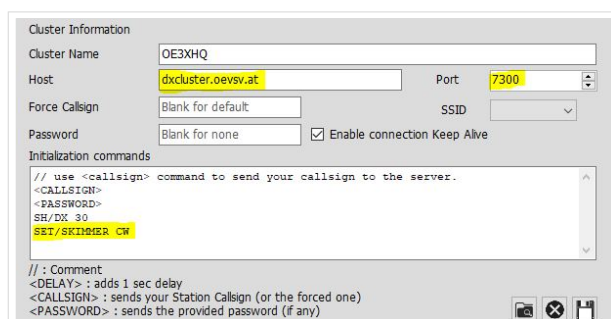 Cluster Information
Cluster Name OE3XHQ
Host dxcluster.oevsv.at Port 7300
Force Callsign Blank for default SSID
Password Blank for none Enable connection Keep Alive
Initialization commands
// use <callsign> command to send your callsign to the server.
<CALLSIGN>
<PASSWORD>
SH/DX 30
SET/SKIMMER CW
// : Comment
<DELAY> : adds 1 sec delay
<CALLSIGN> : sends your Station Callsign (or the forced one)
<PASSWORD> : sends the provided password (if any)